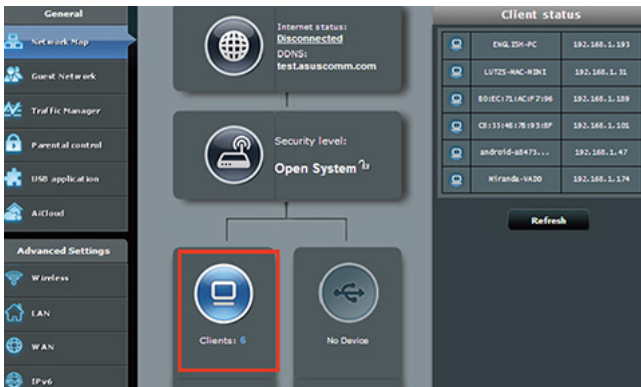 General
Network Map
Guest Network
Traffic Manager
Parental control
USB application
AiCloud
Advanced Settings
Wireless
LAN
WAN
IPv6
Internet status:
Disconnected
DDNS:
test.asuscomm.com
Security level:
Open System
Clients: 6
No Device
Client status
ENGLISH-PC 192.168.1.193
LUTZS-MAC-MINI 192.168.1.31
192.168.1.189
192.168.1.101
android-a8473... 192.168.1.47
Miranda-VAIO 192.168.1.174
Refresh